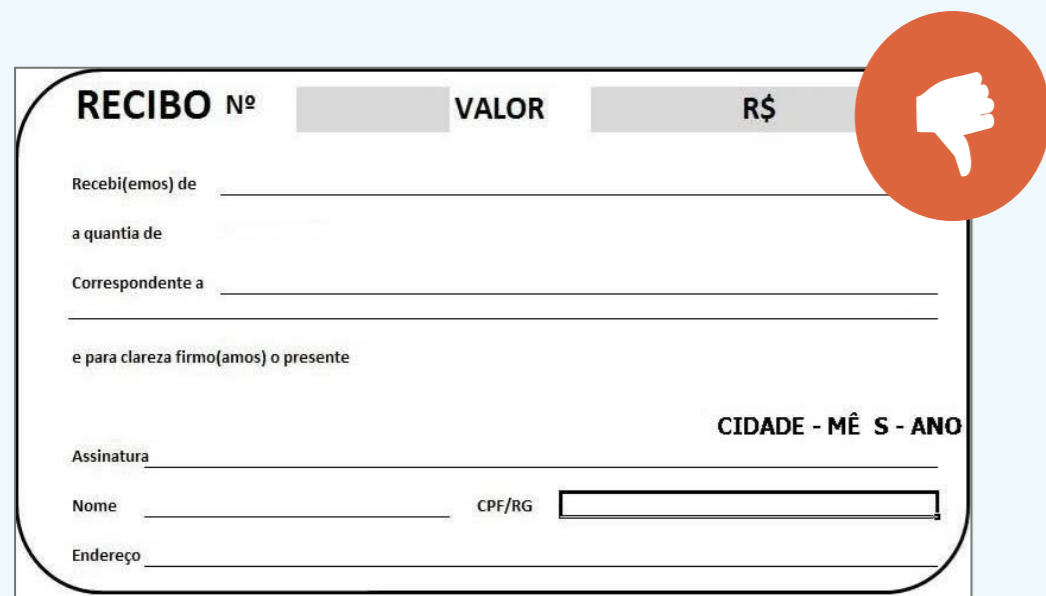 RECIBO Nº VALOR R$
Recebi(emos) de
a quantia de
Correspondente a
e para clareza firmo(amos) o presente
CIDADE - MÊ S - ANO
Assinatura
Nome CPF/RG
Endereço